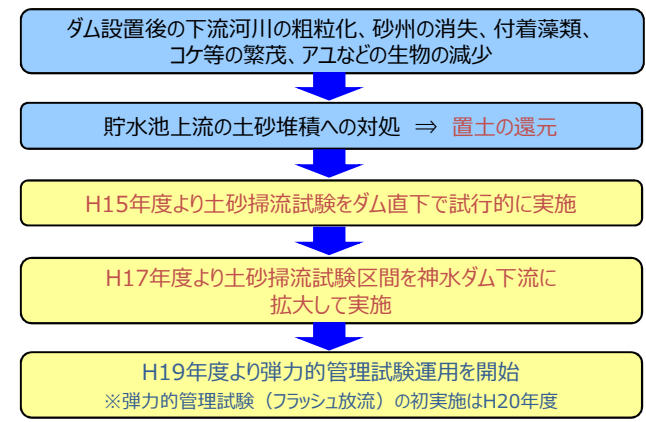 ダム設置後の下流河川の粗粒化、砂州の消失、付着藻類、
コケ等の繁茂、アユなどの生物の減少
貯水池上流の土砂堆積への対処 ⇒ 置土の還元
H15年度より土砂掃流試験をダム直下で試行的に実施
H17年度より土砂掃流試験区間を神水ダム下流に
拡大して実施
H19年度より弾力的管理試験運用を開始
※弾力的管理試験（フラッシュ放流）の初実施はH20年度